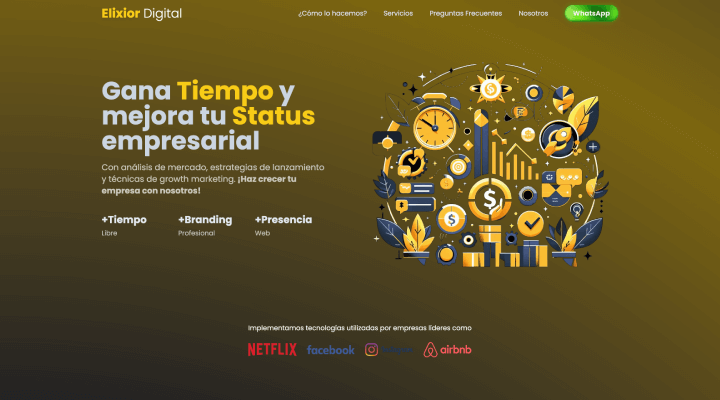 Elixior Digital
¿Cómo lo hacemos?
Servicios
Preguntas Frecuentes
Nosotros
WhatsApp
Gana Tiempo y
mejora tu Status
empresarial
Con análisis de mercado, estrategias de lanzamiento
y técnicas de growth marketing. ¡Haz crecer tu
empresa con nosotros!
+Tiempo
Libre
+Branding
Profesional
+Presencia
Web
Implementamos tecnologías utilizadas por empresas líderes como
NETFLIX
facebook
airbnb